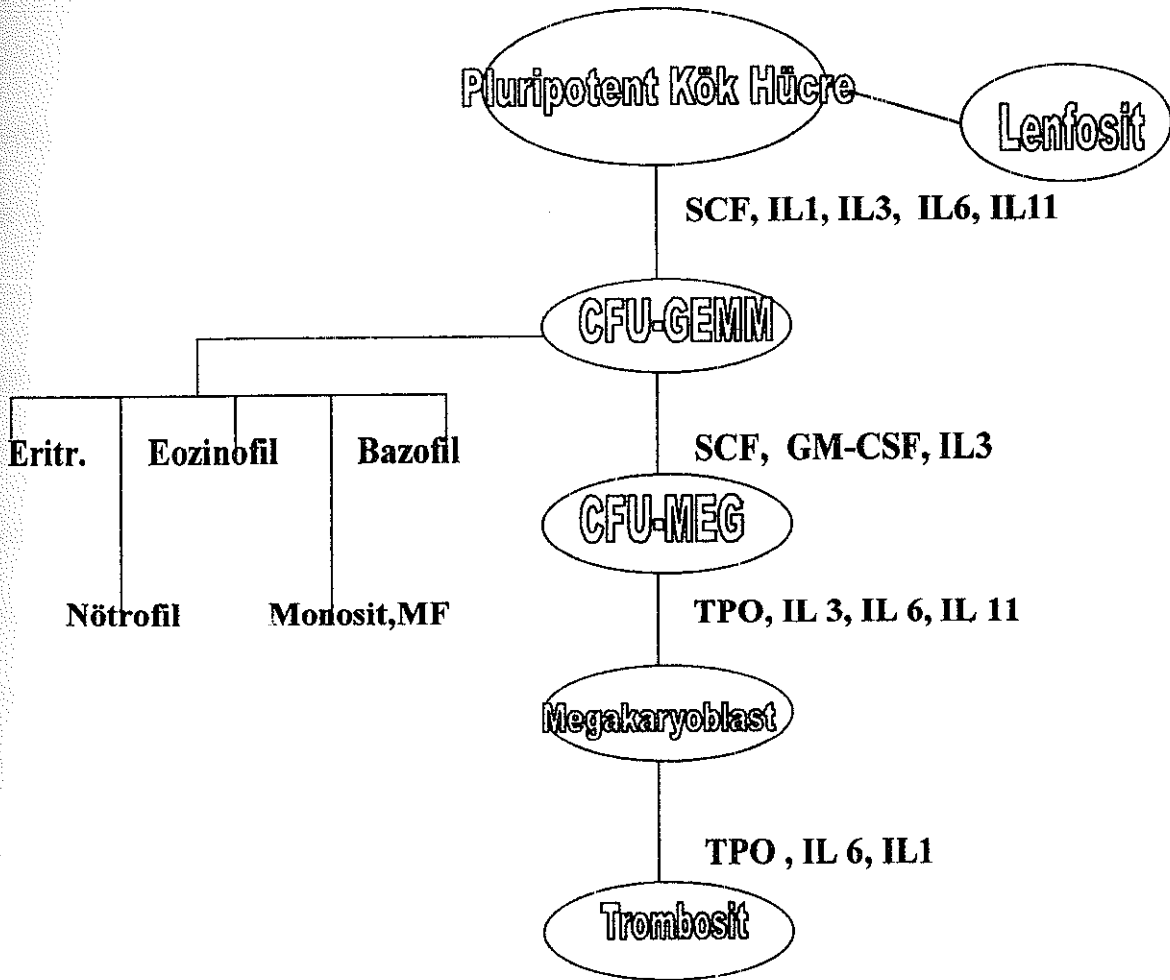 Pluripotent Kök Hücre
Lenfosit
SCF, IL1, IL3, IL6, IL11
CFU-GEMM
Eritr. Eozinofil Bazofil
SCF, GM-CSF, IL3
CFU-MEG
Nötrofil Monosit,MF
TPO, IL 3, IL 6, IL 11
Megakaryoblast
TPO , IL 6, IL1
Trombosit